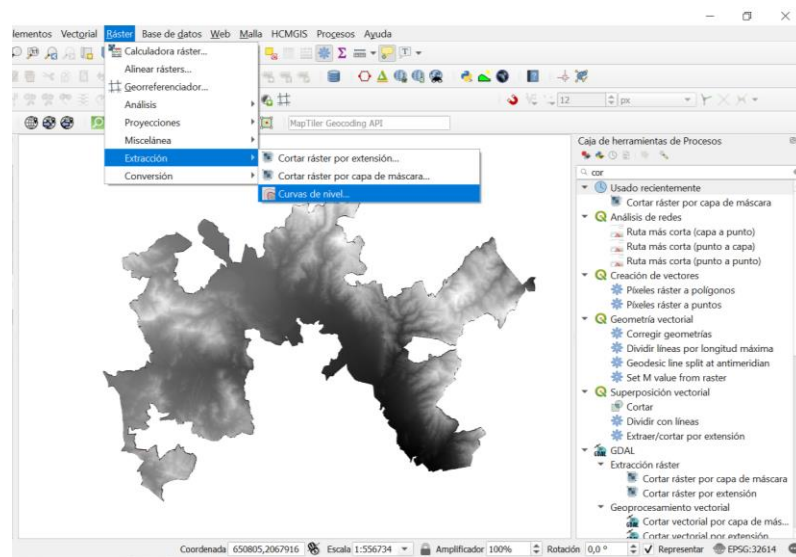 lementos Vectorial Ráster Base de datos Web Malla HCMGIS Procesos Ayuda
Calculadora ráster...
Alinear rásters...
Georreferenciador...
Análisis
Proyecciones
Miscelánea
Extracción
Conversión
Cortar ráster por extensión...
Cortar ráster por capa de máscara...
Curvas de nivel...
12
px
MapTiler Geocoding API
Caja de herramientas de Procesos
cor
Usado recientemente
Cortar ráster por capa de máscara
Análisis de redes
Ruta más corta (capa a punto)
Ruta más corta (punto a capa)
Ruta más corta (punto a punto)
Creación de vectores
Píxeles ráster a polígonos
Píxeles ráster a puntos
Geometría vectorial
Corregir geometrías
Dividir líneas por longitud máxima
Geodesic line split at antimeridian
Set M value from raster
Superposición vectorial
Cortar
Dividir con líneas
Extraer/cortar por extensión
GDAL
Extracción ráster
Cortar ráster por capa de máscara
Cortar ráster por extensión
Geoprocesamiento vectorial
Cortar vectorial por capa de más...
Cortar vectorial por extensión
Coordenada 650805,2067916 Escala 1:556734 Amplificador 100% Rotación 0,0 ° Representar EPSG:32614